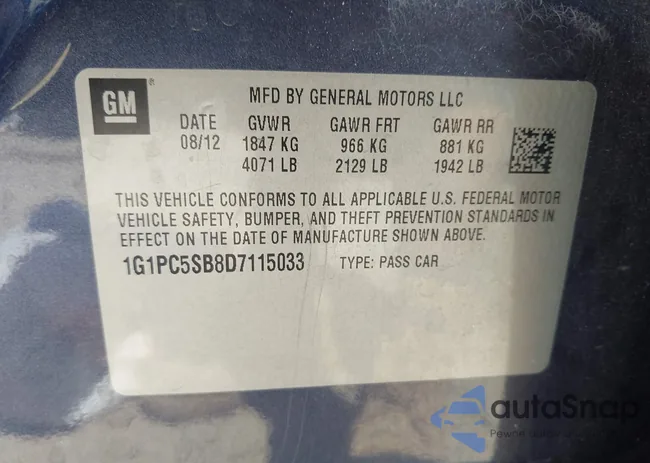 GM
MFD BY GENERAL MOTORS LLC
DATE GVWR GAWR FRT GAWR RR
08/12 1847 KG 966 KG 881 KG
4071 LB 2129 LB 1942 LB
THIS VEHICLE CONFORMS TO ALL APPLICABLE U.S. FEDERAL MOTOR
VEHICLE SAFETY, BUMPER, AND THEFT PREVENTION STANDARDS IN
EFFECT ON THE DATE OF MANUFACTURE SHOWN ABOVE.
1G1PC5SB8D7115033 TYPE: PASS CAR
autoSnap
Pewne